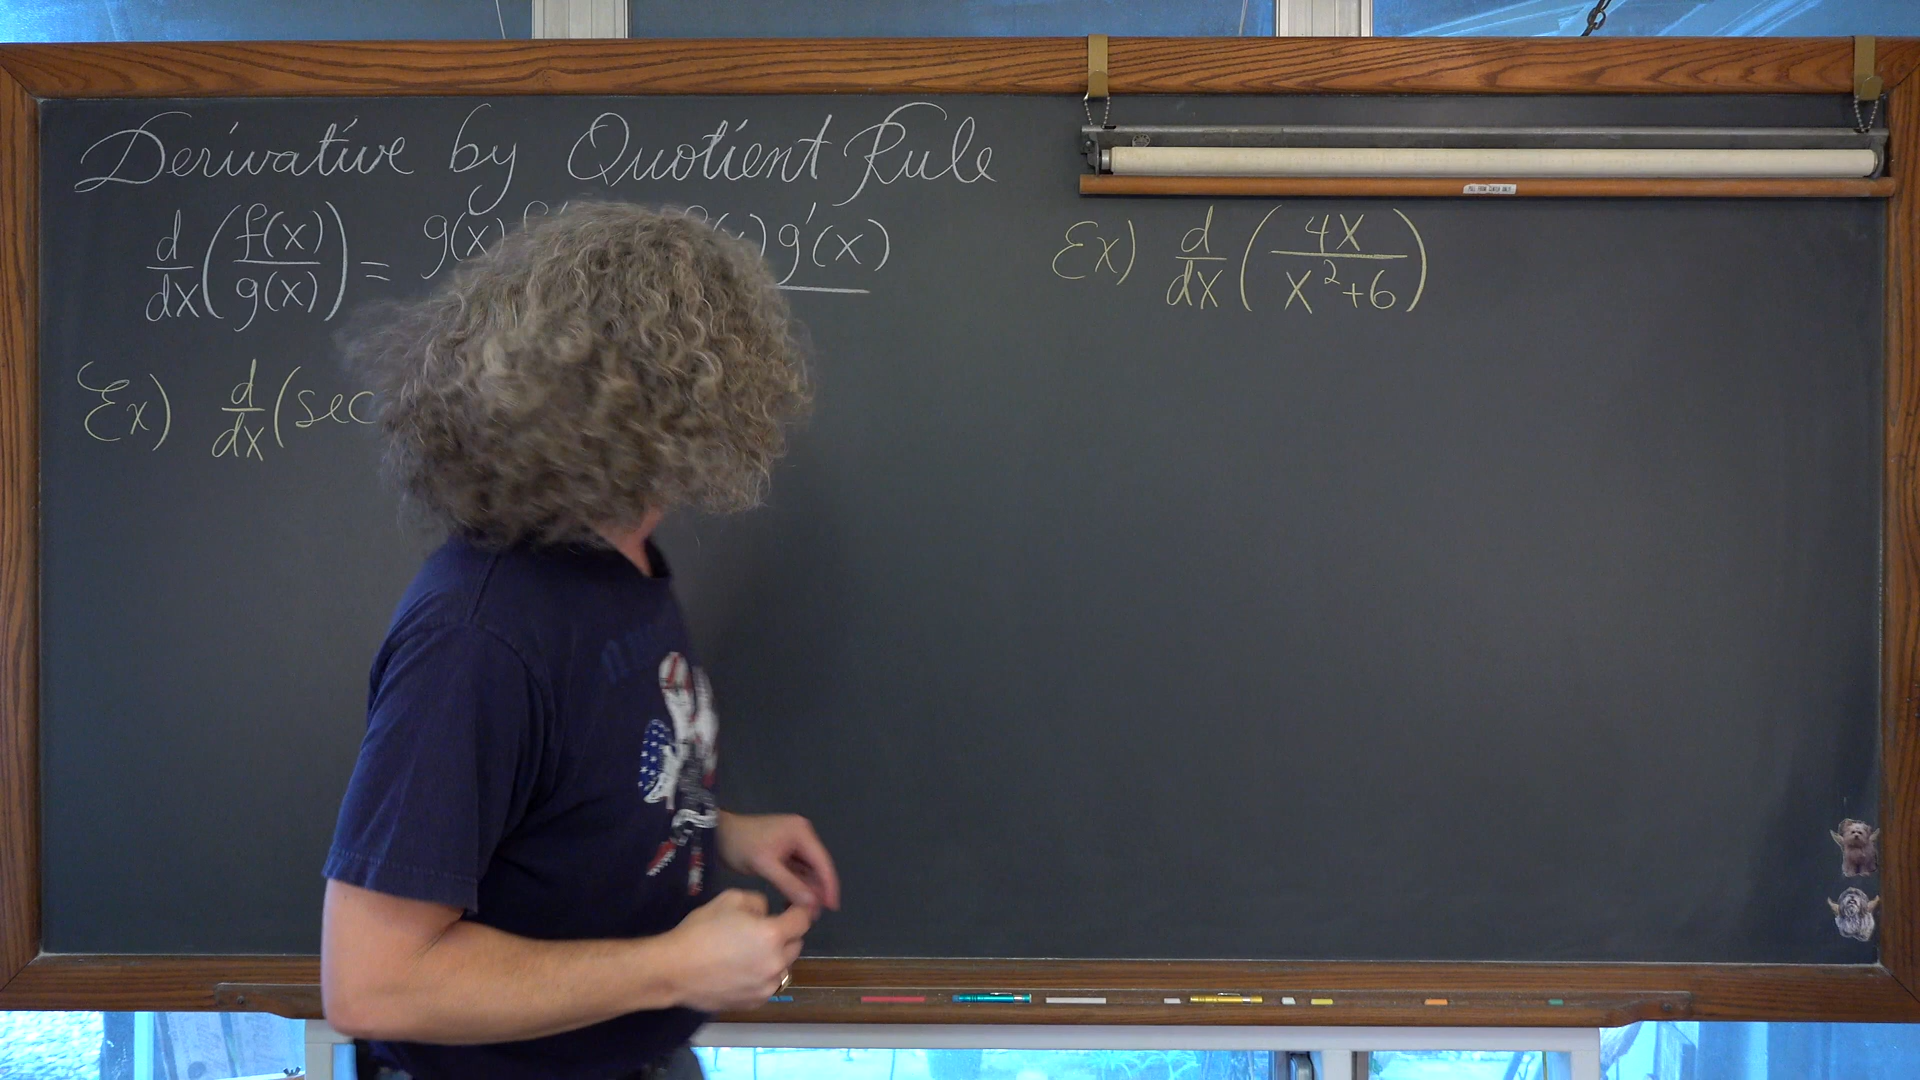 Derivative by Quotient Rule
d/dx (f(x)/g(x)) = g(x) (x)g'(x)
Ex) d/dx (sec
Ex) d/dx (4x/x²+6)